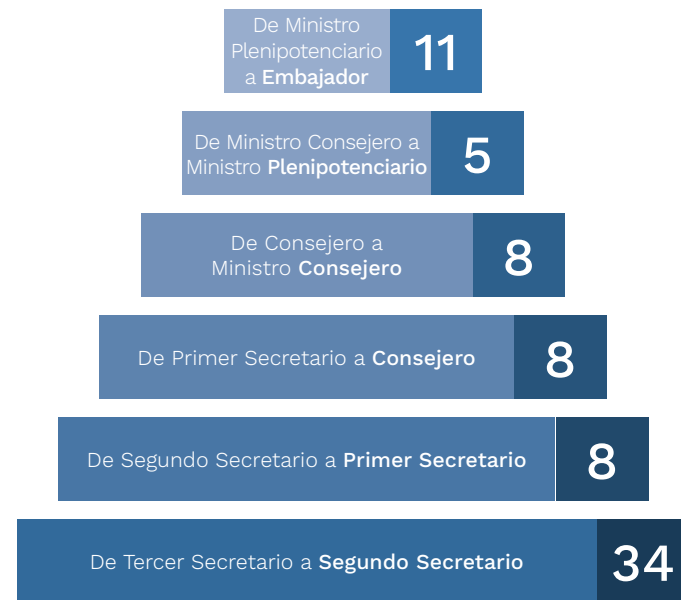 De Ministro
Plenipotenciario
a Embajador
11
De Ministro Consejero a
Ministro Plenipotenciario
5
De Consejero a
Ministro Consejero
8
De Primer Secretario a Consejero
8
De Segundo Secretario a Primer Secretario
8
De Tercer Secretario a Segundo Secretario
34